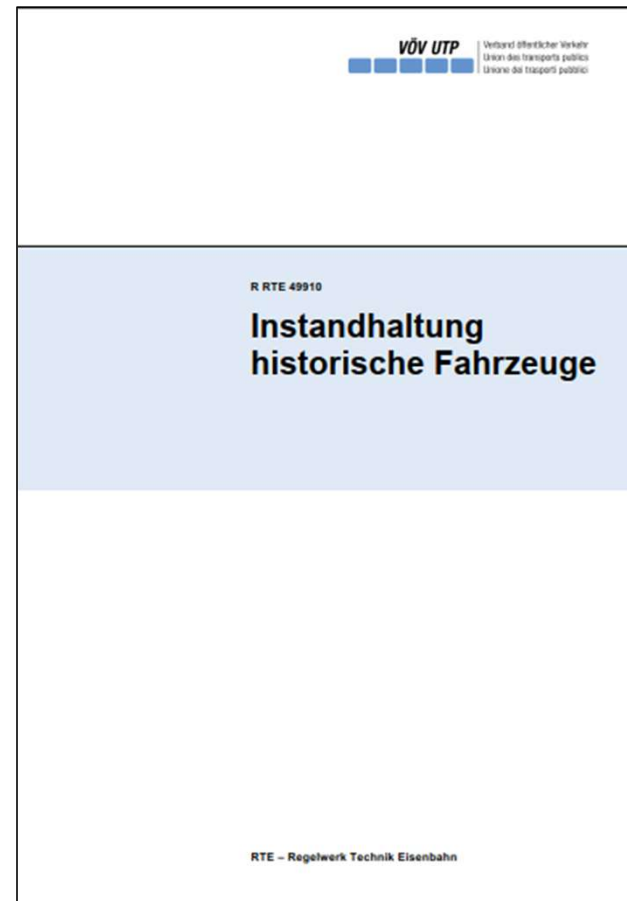 VÖV UTP
Verband öffentlicher Verkehr
Union des transports publics
Unione dei trasporti pubblici
R RTE 49910
Instandhaltung
historische Fahrzeuge
RTE – Regelwerk Technik Eisenbahn